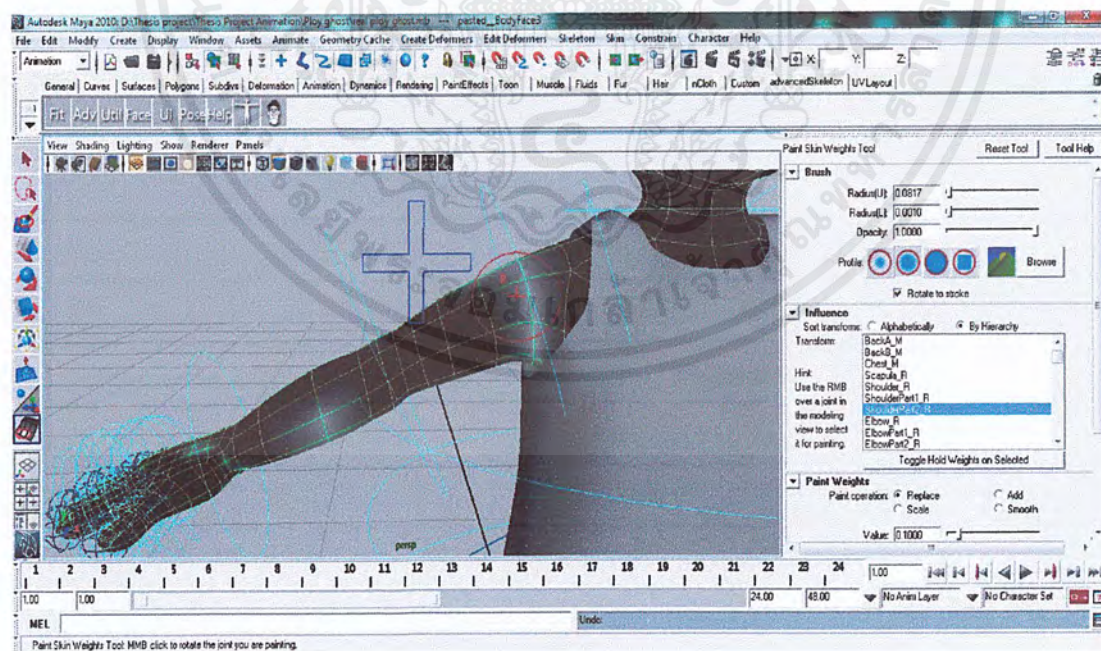 Autodesk Maya 2010: D:\Thesis project\Thesis Project Animation\Ploy ghost\veil ploy ghost.mb --- pasted__BodyFace3
File Edit Modify Create Display Window Assets Animate Geometry Cache Create Deformers Edit Deformers Skeleton Skin Constrain Character Help
Animation X: Y: Z:
General Curves Surfaces Polygons Subdivs Deformation Animation Dynamics Rendering PaintEffects Toon Muscle Fluids Fur Hair nCloth Custom advancedSkeleton UVLayout
Fit Adv Util Face UI Pose Help
View Shading Lighting Show Renderer Panels
Paint Skin Weights Tool Reset Tool Tool Help
Brush
Radius(U): 0.0817
Radius(L): 0.0010
Opacity: 1.0000
Profile: Browse
Rotate to stroke
Influence
Sort transforms: Alphabetically By Hierarchy
Transform:
BackA_M
BackB_M
Chest_M
Scapula_R
Shoulder_R
ShoulderPart1_R
ShoulderPart2_R
Elbow_R
ElbowPart1_R
ElbowPart2_R
Hint:
Use the RMB
over a joint in
the modeling
view to select
it for painting.
Toggle Hold Weights on Selected
Paint Weights
Paint operation: Replace Add
Scale Smooth
Value: 0.1000
persp
1 2 3 4 5 6 7 8 9 10 11 12 13 14 15 16 17 18 19 20 21 22 23 24 1.00
1.00 1.00 24.00 48.00 No Anim Layer No Character Set
MEL Undo:
Paint Skin Weights Tool: MMB click to rotate the joint you are painting.